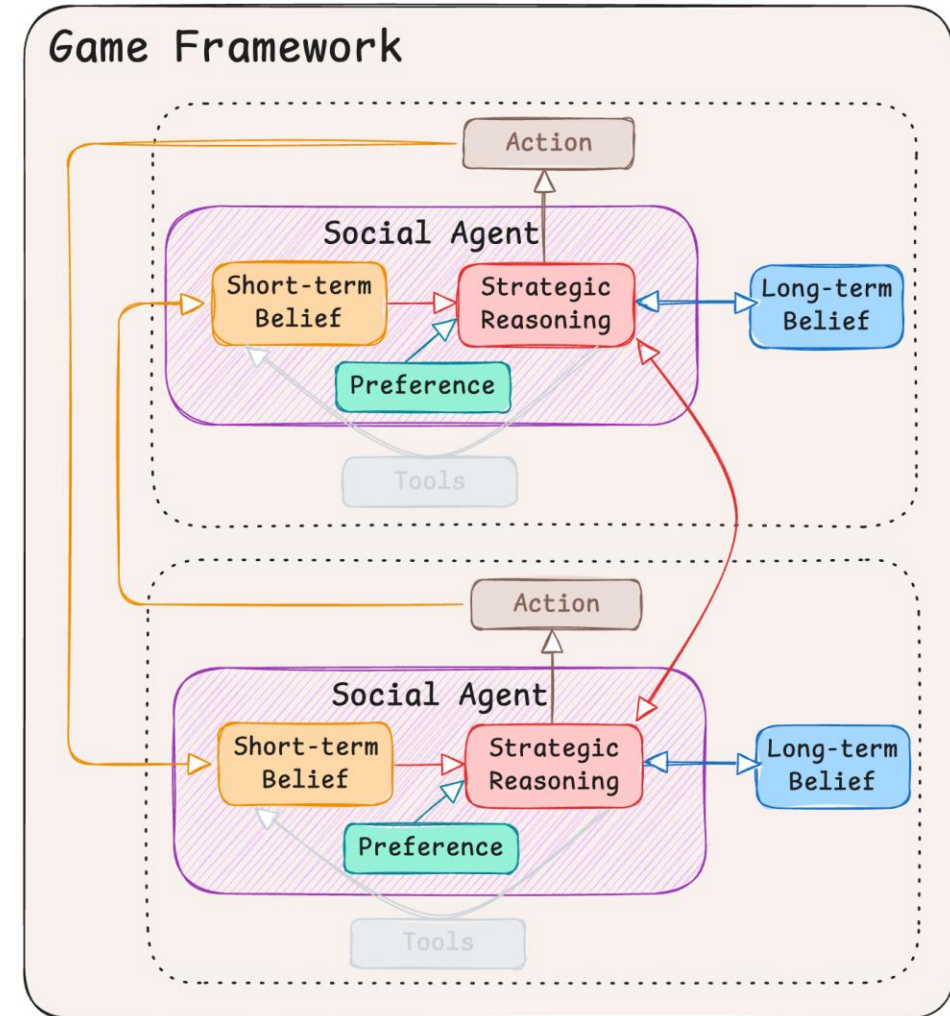 Game Framework
Action
Social Agent
Short-term
Belief
Strategic
Reasoning
Long-term
Belief
Preference
Tools
Action
Social Agent
Short-term
Belief
Strategic
Reasoning
Long-term
Belief
Preference
Tools